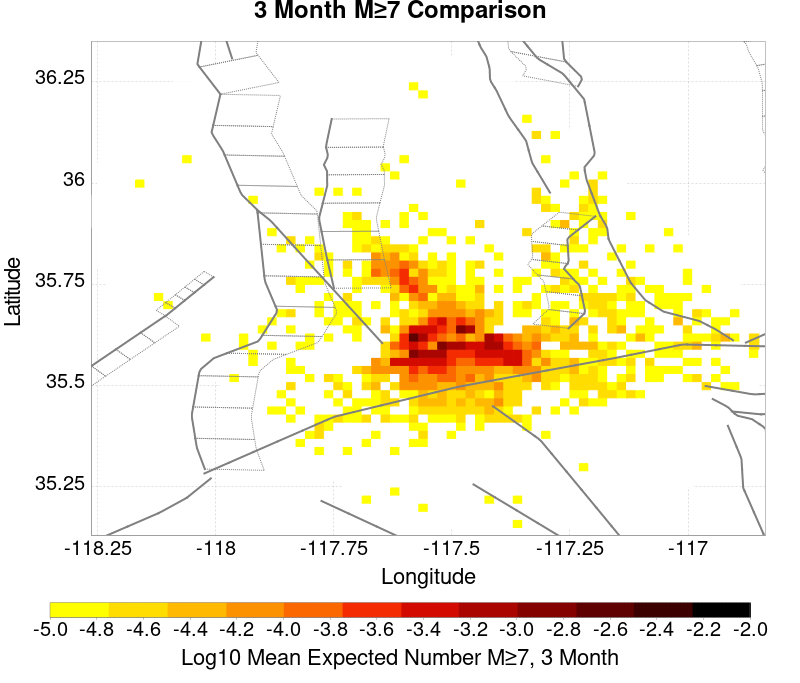 3 Month M≥7 Comparison
36.25
36
35.75
35.5
35.25
Latitude
-118.25 -118 -117.75 -117.5 -117.25 -117
Longitude
-5.0 -4.8 -4.6 -4.4 -4.2 -4.0 -3.8 -3.6 -3.4 -3.2 -3.0 -2.8 -2.6 -2.4 -2.2 -2.0
Log10 Mean Expected Number M≥7, 3 Month